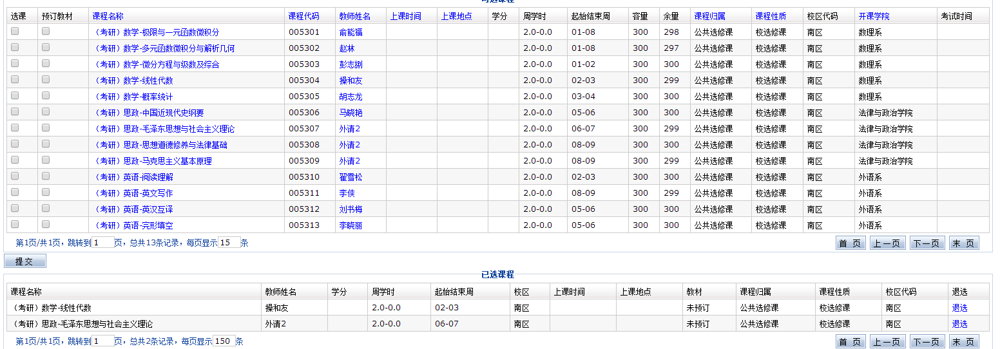 可选课程
选课 预订教材 课程名称 课程代码 教师姓名 上课时间 上课地点 学分 周学时 起始结束周 容量 余量 课程归属 课程性质 校区代码 开课学院 考试时间
（考研）数学-极限与一元函数微积分 005301 俞能福 2.0-0.0 01-08 300 298 公共选修课 校选修课 南区 数理系
（考研）数学-多元函数微积分与解析几何 005302 赵林 2.0-0.0 01-08 300 297 公共选修课 校选修课 南区 数理系
（考研）数学-微分方程与级数及综合 005303 彭志捌 2.0-0.0 01-02 300 300 公共选修课 校选修课 南区 数理系
（考研）数学-线性代数 005304 操和友 2.0-0.0 02-03 300 299 公共选修课 校选修课 南区 数理系
（考研）数学-概率统计 005305 胡志龙 2.0-0.0 03-04 300 300 公共选修课 校选修课 南区 数理系
（考研）思政-中国近现代史纲要 005306 马晓艳 2.0-0.0 05-06 300 300 公共选修课 校选修课 南区 法律与政治学院
（考研）思政-毛泽东思想与社会主义理论 005307 外请2 2.0-0.0 06-07 300 299 公共选修课 校选修课 南区 法律与政治学院
（考研）思政-思想道德修养与法律基础 005308 外请2 2.0-0.0 08-09 300 300 公共选修课 校选修课 南区 法律与政治学院
（考研）思政-马克思主义基本原理 005309 外请2 2.0-0.0 08-09 300 299 公共选修课 校选修课 南区 法律与政治学院
（考研）英语-阅读理解 005310 翟雪松 2.0-0.0 02-03 300 300 公共选修课 校选修课 南区 外语系
（考研）英语-英文写作 005311 李侠 2.0-0.0 08-09 300 299 公共选修课 校选修课 南区 外语系
（考研）英语-英汉互译 005312 刘书梅 2.0-0.0 05-06 300 300 公共选修课 校选修课 南区 外语系
（考研）英语-完形填空 005313 李晓丽 2.0-0.0 05-06 300 300 公共选修课 校选修课 南区 外语系
第1页/共1页，跳转到 1 页，总共13条记录，每页显示 15 条 首 页 上一页 下一页 末 页
提交
已选课程
课程名称 教师姓名 学分 周学时 起始结束周 校区 上课时间 上课地点 教材 课程归属 课程性质 校区代码 退选
（考研）数学-线性代数 操和友 2.0-0.0 02-03 南区 未预订 公共选修课 校选修课 南区 退选
（考研）思政-毛泽东思想与社会主义理论 外请2 2.0-0.0 06-07 南区 未预订 公共选修课 校选修课 南区 退选
第1页/共1页，跳转到 1 页，总共2条记录，每页显示 150 条 首 页 上一页 下一页 末 页